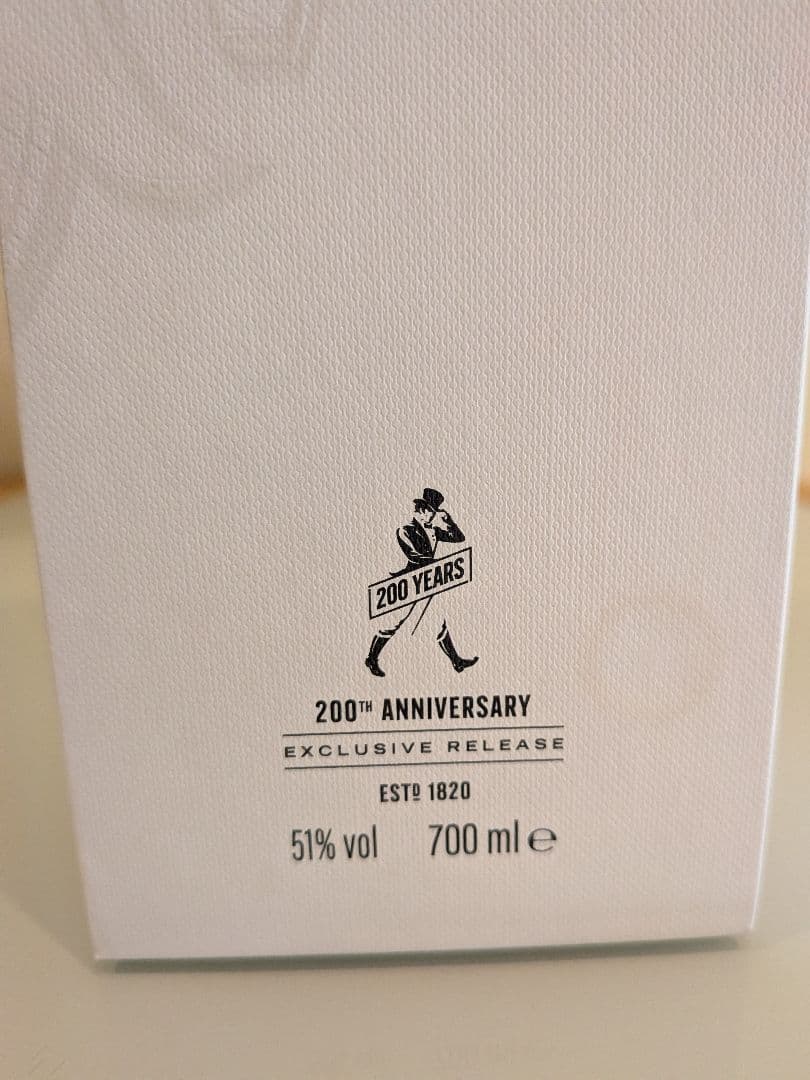 200 YEARS
200TH ANNIVERSARY
EXCLUSIVE RELEASE
ESTD 1820
51% vol 700 ml e